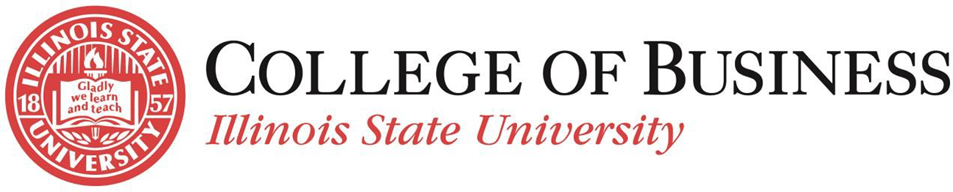 ILLINOIS STATE
Gladly
we learn
and teach
18 57
UNIVERSITY
COLLEGE OF BUSINESS
Illinois State University